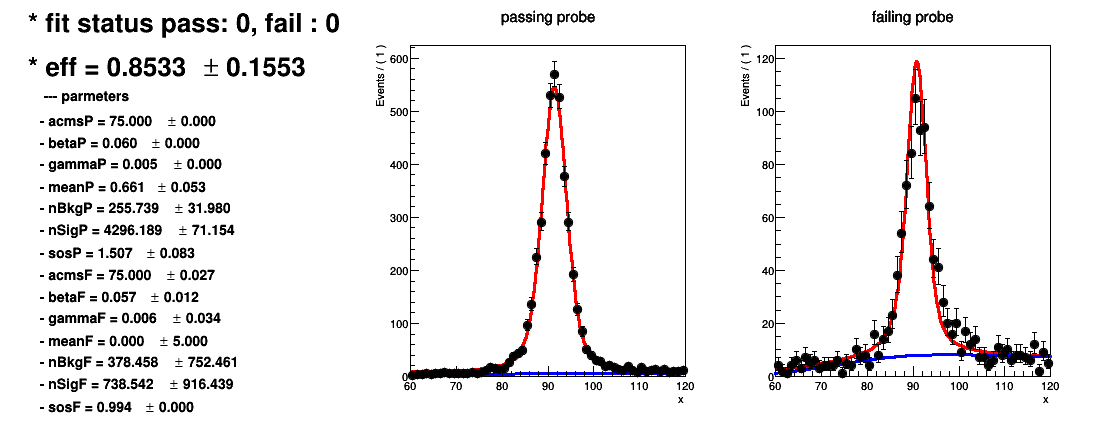 * fit status pass: 0, fail : 0
* eff = 0.8533 ± 0.1553
--- parmeters
- acmsP = 75.000 ± 0.000
- betaP = 0.060 ± 0.000
- gammaP = 0.005 ± 0.000
- meanP = 0.661 ± 0.053
- nBkgP = 255.739 ± 31.980
- nSigP = 4296.189 ± 71.154
- sosP = 1.507 ± 0.083
- acmsF = 75.000 ± 0.027
- betaF = 0.057 ± 0.012
- gammaF = 0.006 ± 0.034
- meanF = 0.000 ± 5.000
- nBkgF = 378.458 ± 752.461
- nSigF = 738.542 ± 916.439
- sosF = 0.994 ± 0.000
passing probe
Events / ( 1 )
600
500
400
300
200
100
0
60 70 80 90 100 110 120
x
failing probe
Events / ( 1 )
120
100
80
60
40
20
0
60 70 80 90 100 110 120
x